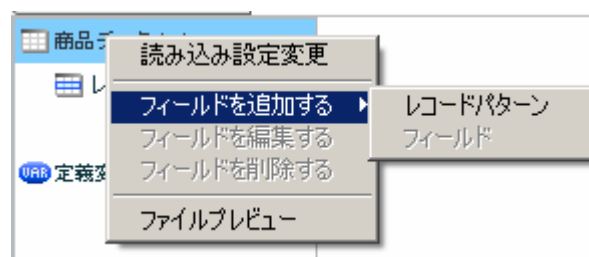 商品デ
読み込み設定変更
レ
フィールドを追加する
レコードパターン
フィールドを編集する
フィールド
定義変
フィールドを削除する
ファイルプレビュー